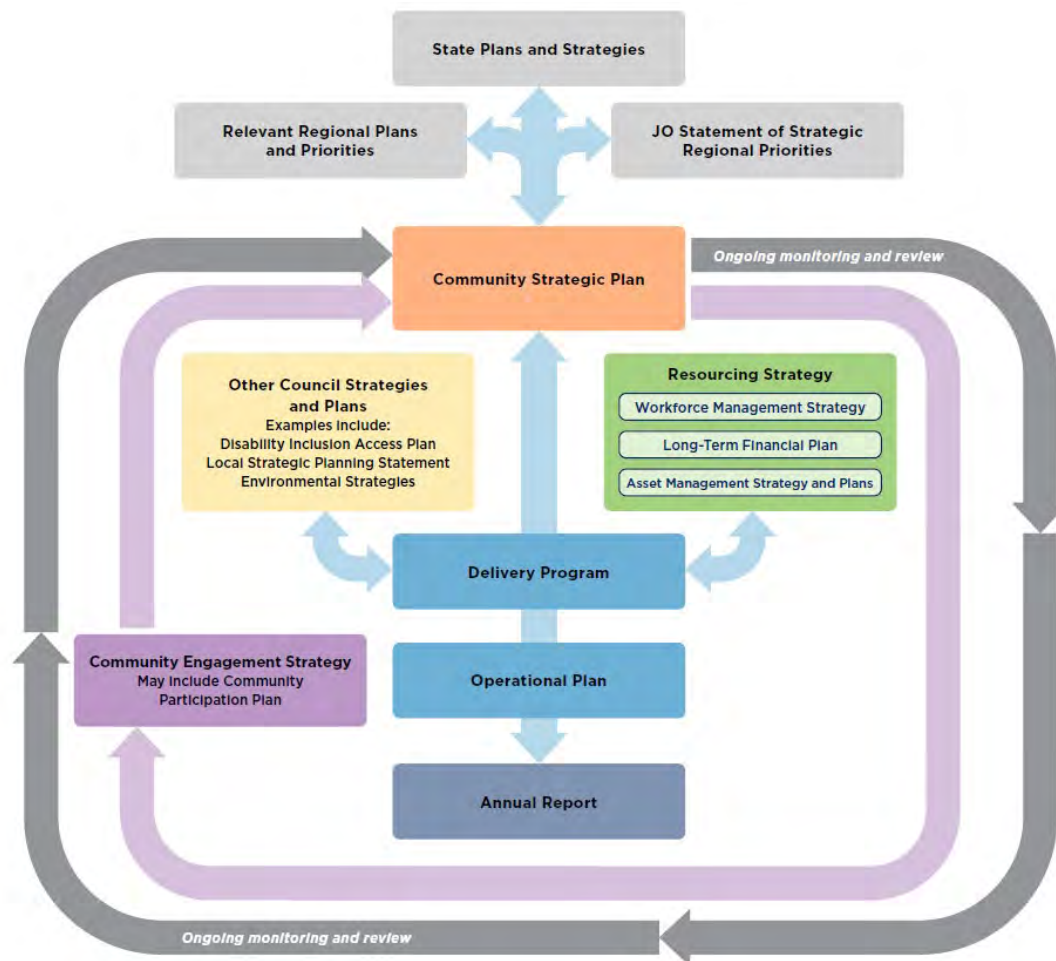 State Plans and Strategies
Relevant Regional Plans
and Priorities
JO Statement of Strategic
Regional Priorities
Community Strategic Plan
Ongoing monitoring and review
Other Council Strategies
and Plans
Examples include:
Disability Inclusion Access Plan
Local Strategic Planning Statement
Environmental Strategies
Resourcing Strategy
Workforce Management Strategy
Long-Term Financial Plan
Asset Management Strategy and Plans
Delivery Program
Community Engagement Strategy
May include Community
Participation Plan
Operational Plan
Annual Report
Ongoing monitoring and review